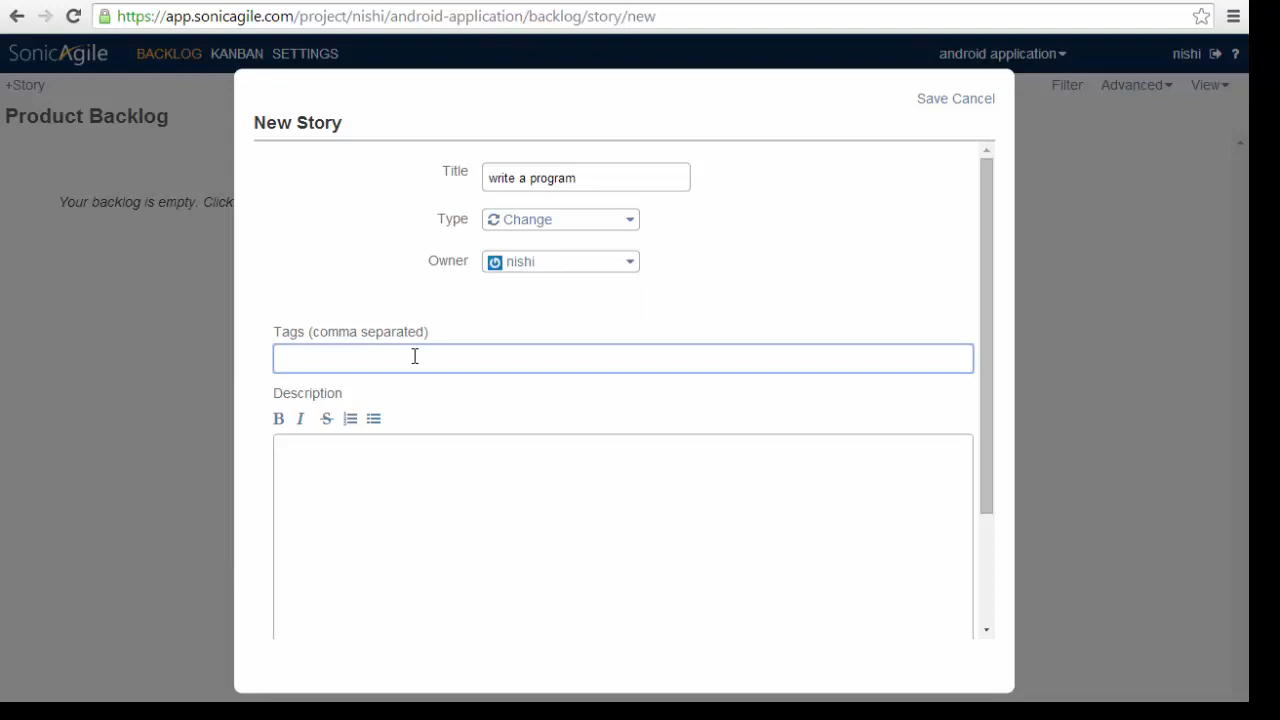 https://app.sonicagile.com/project/nishi/android-application/backlog/story/new
SonicAgile BACKLOG KANBAN SETTINGS android application nishi ?
+Story Filter Advanced View
Product Backlog
Your backlog is empty. Click
Save Cancel
New Story
Title write a program
Type Change
Owner nishi
Tags (comma separated)
Description
B I S